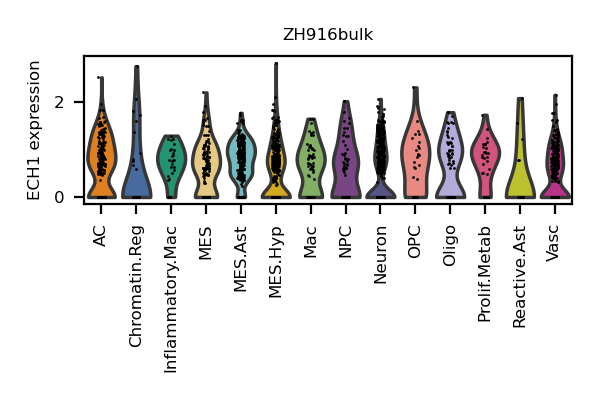 ZH916bulk
ECH1 expression
2
0
AC
Chromatin.Reg
Inflammatory.Mac
MES
MES.Ast
MES.Hyp
Mac
NPC
Neuron
OPC
Oligo
Prolif.Metab
Reactive.Ast
Vasc